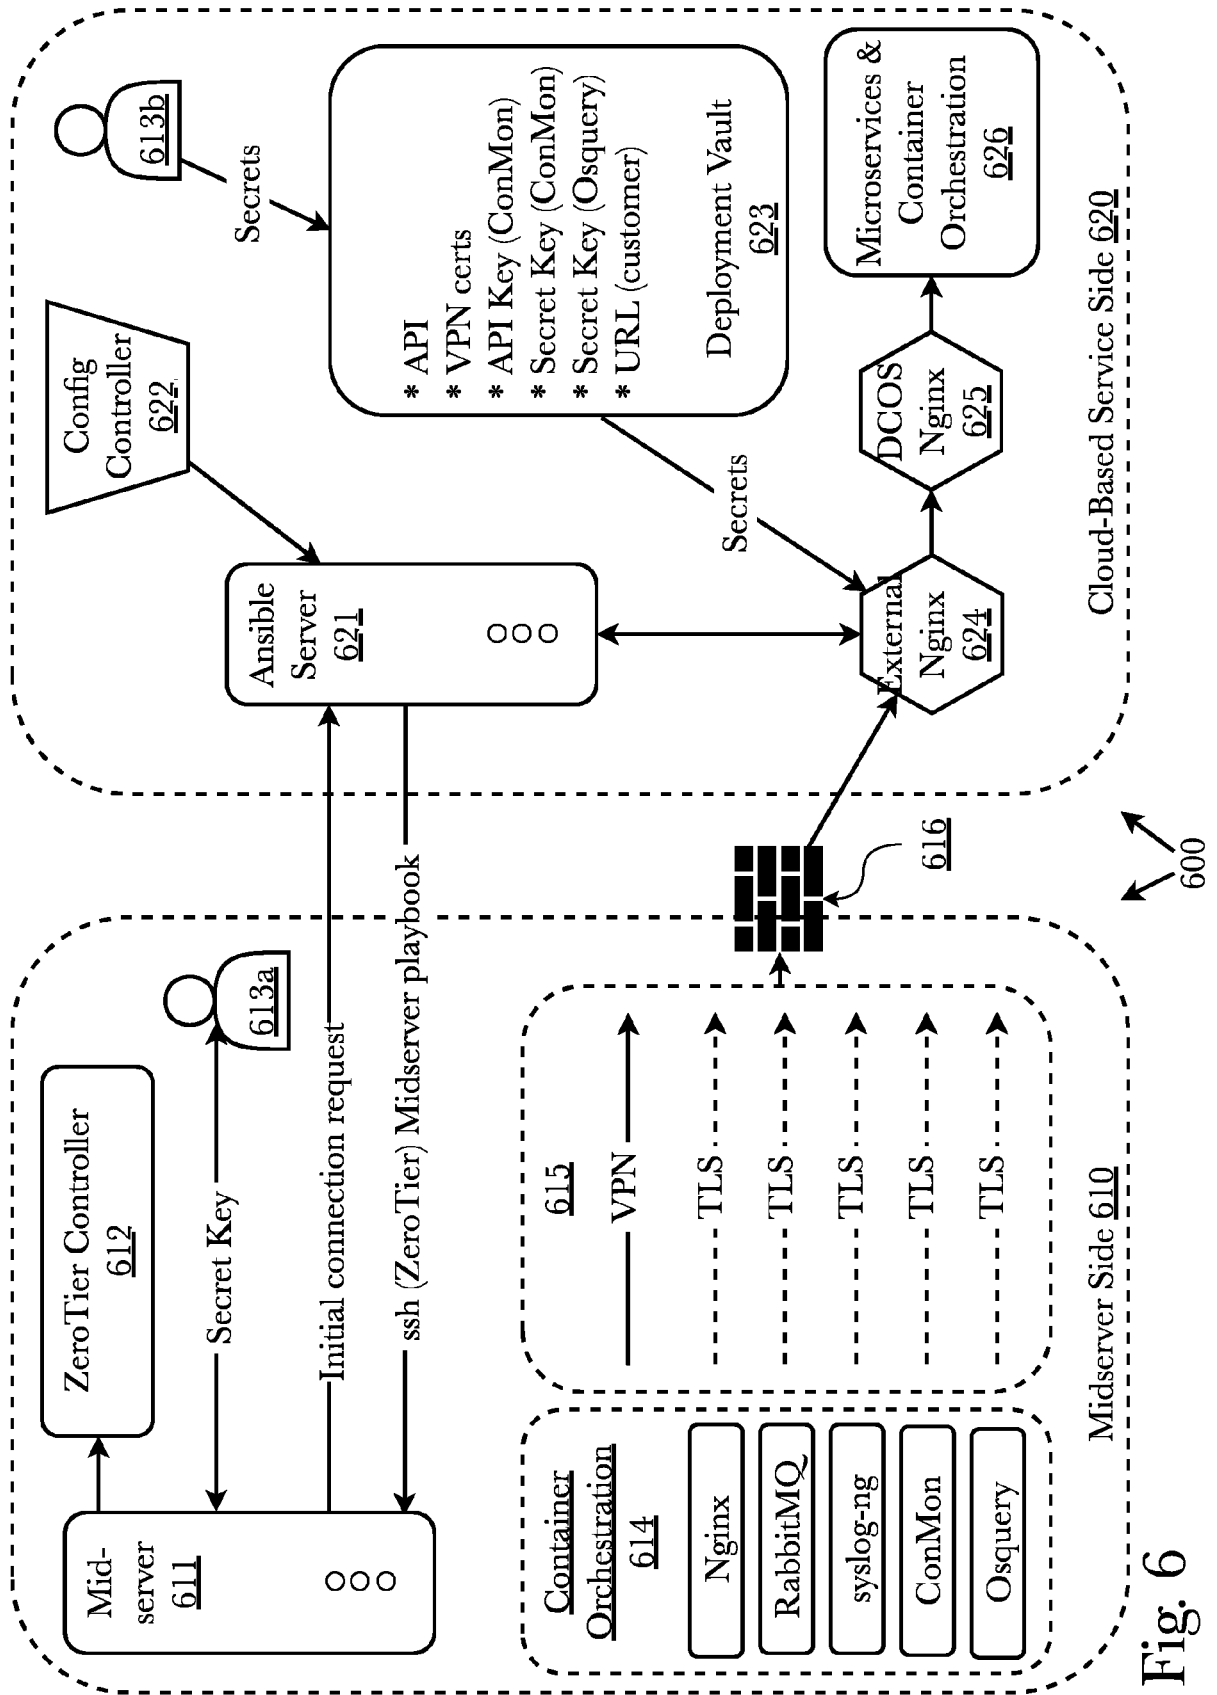 Mid-
server
611
ZeroTier Controller
612
613a
Secret Key
Initial connection request
ssh (ZeroTier) Midserver playbook
Container
Orchestration
614
Nginx
RabbitMQ
syslog-ng
ConMon
Osquery
615
VPN
TLS
TLS
TLS
TLS
TLS
616
Midserver Side 610
Config
Controller
622
613b
Secrets
Ansible
Server
621
* API
* VPN certs
* API Key (ConMon)
* Secret Key (ConMon)
* Secret Key (Osquery)
* URL (customer)
Deployment Vault
623
Secrets
External
Nginx
624
DCOS
Nginx
625
Microservices &
Container
Orchestration
626
Cloud-Based Service Side 620
600
Fig. 6